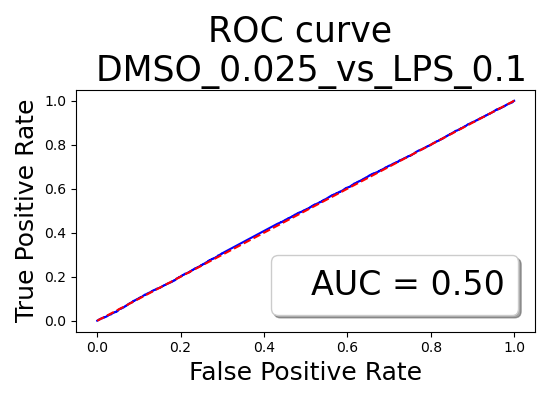 ROC curve
DMSO_0.025_vs_LPS_0.1
True Positive Rate
1.0
0.8
0.6
0.4
0.2
0.0
AUC = 0.50
0.0 0.2 0.4 0.6 0.8 1.0
False Positive Rate